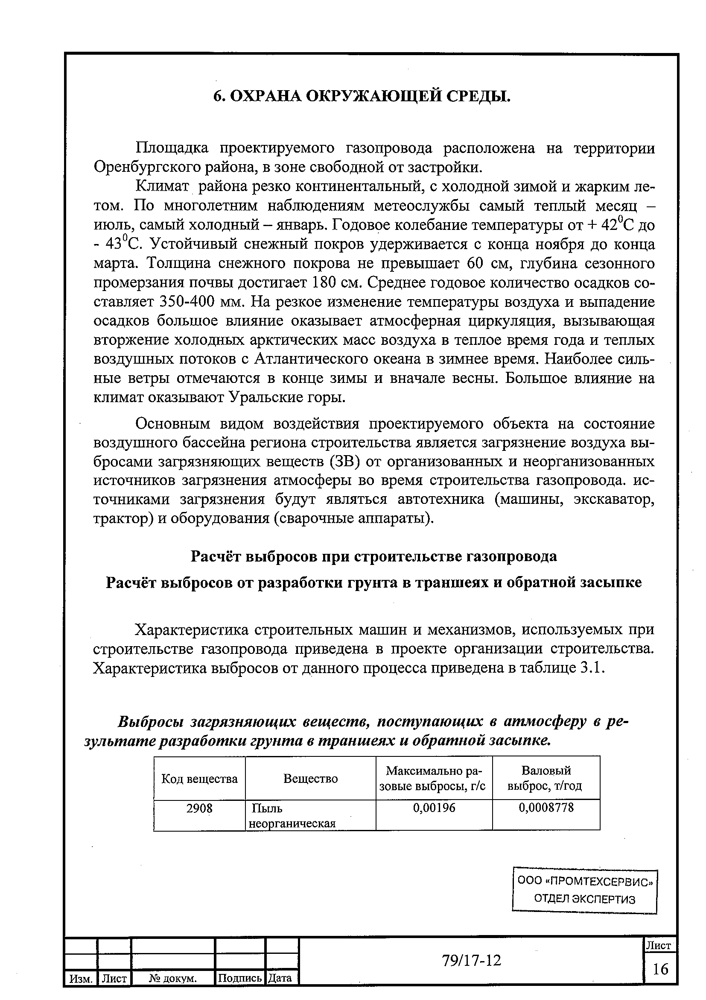 6. ОХРАНА ОКРУЖАЮЩЕЙ СРЕДЫ.
Площадка проектируемого газопровода расположена на территории
Оренбургского района, в зоне свободной от застройки.
Климат района резко континентальный, с холодной зимой и жарким ле-
том. По многолетним наблюдениям метеослужбы самый теплый месяц –
июль, самый холодный – январь. Годовое колебание температуры от + 42⁰С до
- 43⁰С. Устойчивый снежный покров удерживается с конца ноября до конца
марта. Толщина снежного покрова не превышает 60 см, глубина сезонного
промерзания почвы достигает 180 см. Среднее годовое количество осадков со-
ставляет 350-400 мм. На резкое изменение температуры воздуха и выпадение
осадков большое влияние оказывает атмосферная циркуляция, вызывающая
вторжение холодных арктических масс воздуха в теплое время года и теплых
воздушных потоков с Атлантического океана в зимнее время. Наиболее силь-
ные ветры отмечаются в конце зимы и вначале весны. Большое влияние на
климат оказывают Уральские горы.
Основным видом воздействия проектируемого объекта на состояние
воздушного бассейна региона строительства является загрязнение воздуха вы-
бросами загрязняющих веществ (ЗВ) от организованных и неорганизованных
источников загрязнения атмосферы во время строительства газопровода. ис-
точниками загрязнения будут являться автотехника (машины, экскаватор,
трактор) и оборудования (сварочные аппараты).
Расчёт выбросов при строительстве газопровода
Расчёт выбросов от разработки грунта в траншеях и обратной засыпке
Характеристика строительных машин и механизмов, используемых при
строительстве газопровода приведена в проекте организации строительства.
Характеристика выбросов от данного процесса приведена в таблице 3.1.
Выбросы загрязняющих веществ, поступающих в атмосферу в ре-
зультате разработки грунта в траншеях и обратной засыпке.
Код вещества Вещество Максимально ра- Валовый
зовые выбросы, г/с выброс, т/год
2908 Пыль 0,00196 0,0008778
неорганическая
ООО «ПРОМТЕХСЕРВИС»
ОТДЕЛ ЭКСПЕРТИЗ
Лист
79/17-12
16
Изм. Лист № докум. Подпись Дата